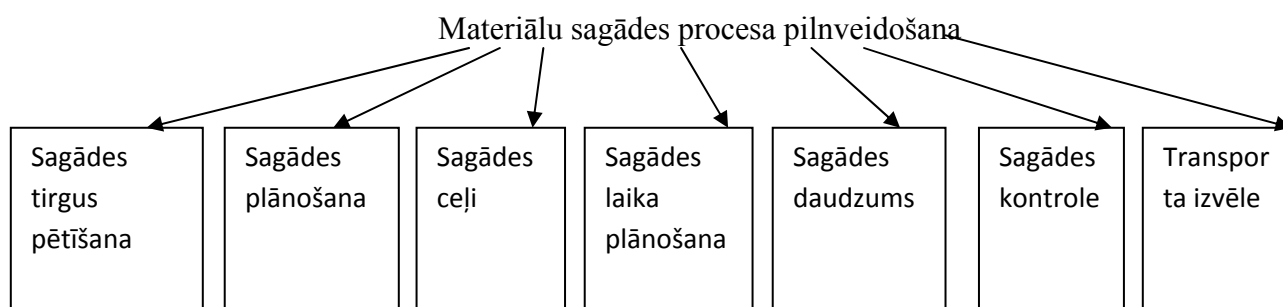 Materiālu sagādes procesa pilnveidošana
Sagādes
tirgus
pētīšana
Sagādes
plānošana
Sagādes
ceļi
Sagādes
laika
plānošana
Sagādes
daudzums
Sagādes
kontrole
Transpor
ta izvēle